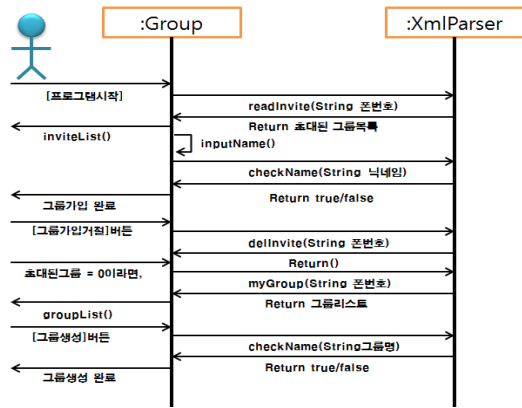 :Group
:XmlParser
[프로그램시작]
readInvite(String 폰번호)
Return 초대된 그룹목록
inviteList()
inputName()
checkName(String 닉네임)
Return true/false
그룹가입 완료
[그룹가입거절]버튼
delInvite(String 폰번호)
Return()
초대된그룹 = 0이라면,
myGroup(String 폰번호)
Return 그룹리스트
groupList()
[그룹생성]버튼
checkName(String그룹명)
Return true/false
그룹생성 완료